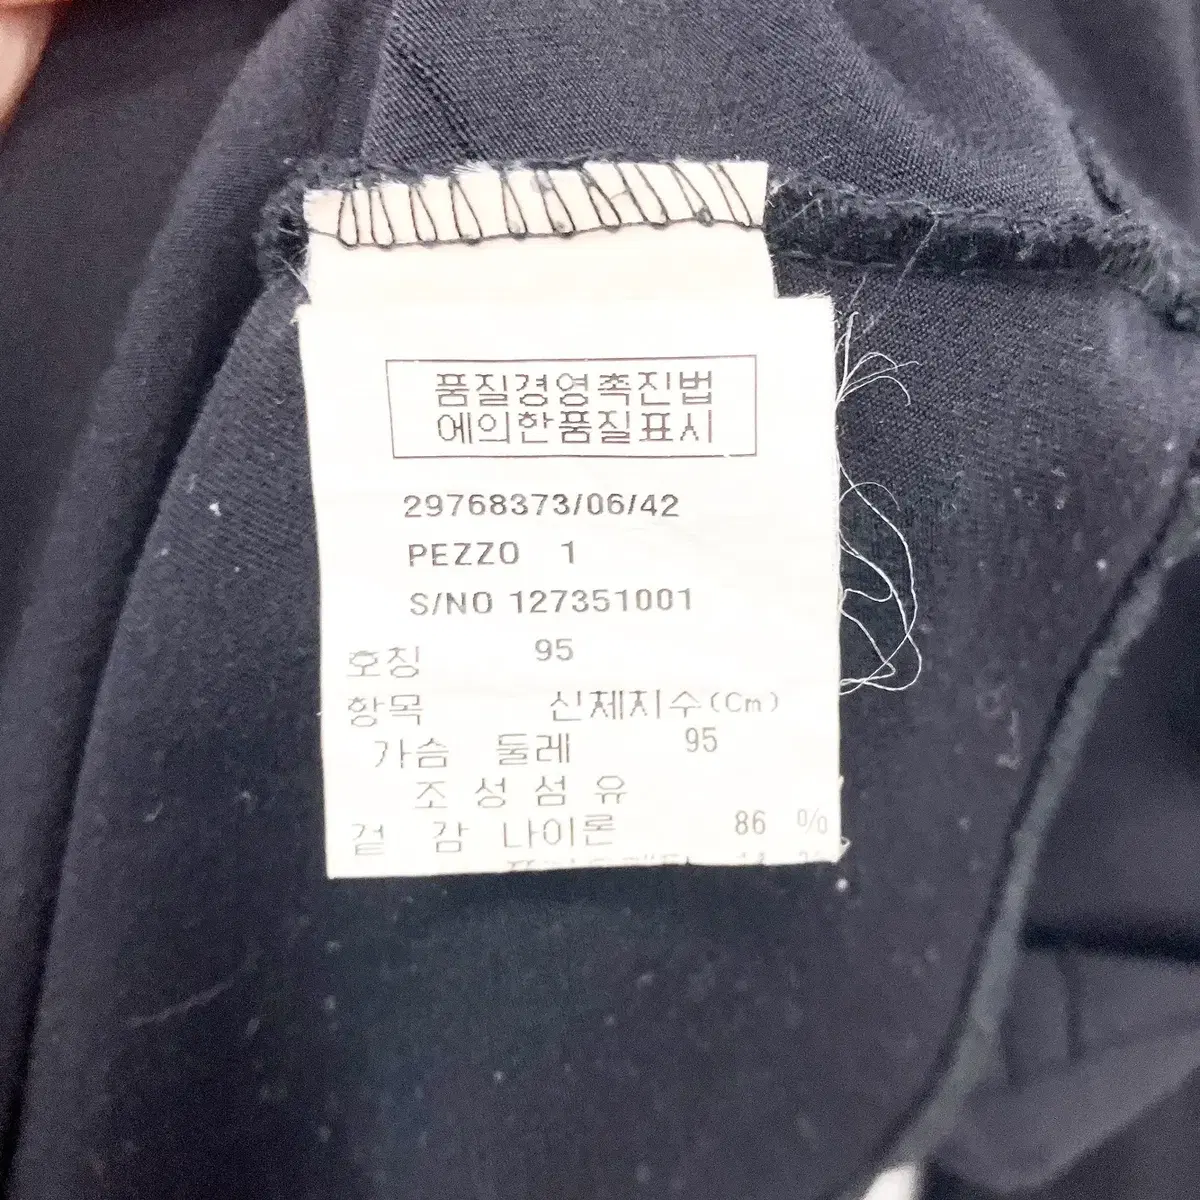 품질경영촉진법
에의한품질표시
29768373/06/42
PEZZO 1
S/NO 127351001
호칭 95
항목 신체치수(Cm)
가슴 둘레 95
조 성 섬 유
겉 감 나이론 86 %